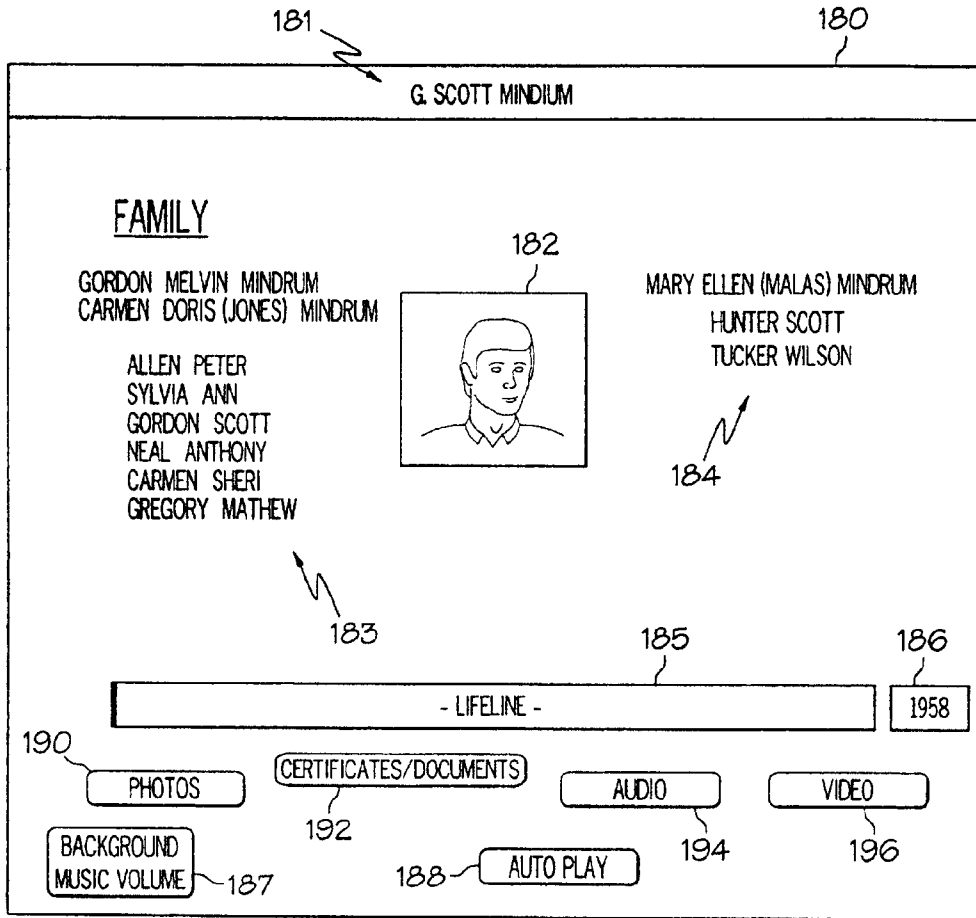 181
180
G. SCOTT MINDIUM
FAMILY
182
GORDON MELVIN MINDRUM
CARMEN DORIS (JONES) MINDRUM
MARY ELLEN (MALAS) MINDRUM
HUNTER SCOTT
TUCKER WILSON
ALLEN PETER
SYLVIA ANN
GORDON SCOTT
NEAL ANTHONY
CARMEN SHERI
GREGORY MATHEW
184
183
185
186
- LIFELINE -
1958
190
PHOTOS
CERTIFICATES/DOCUMENTS
AUDIO
VIDEO
192
194
196
BACKGROUND
MUSIC VOLUME
187
188
AUTO PLAY